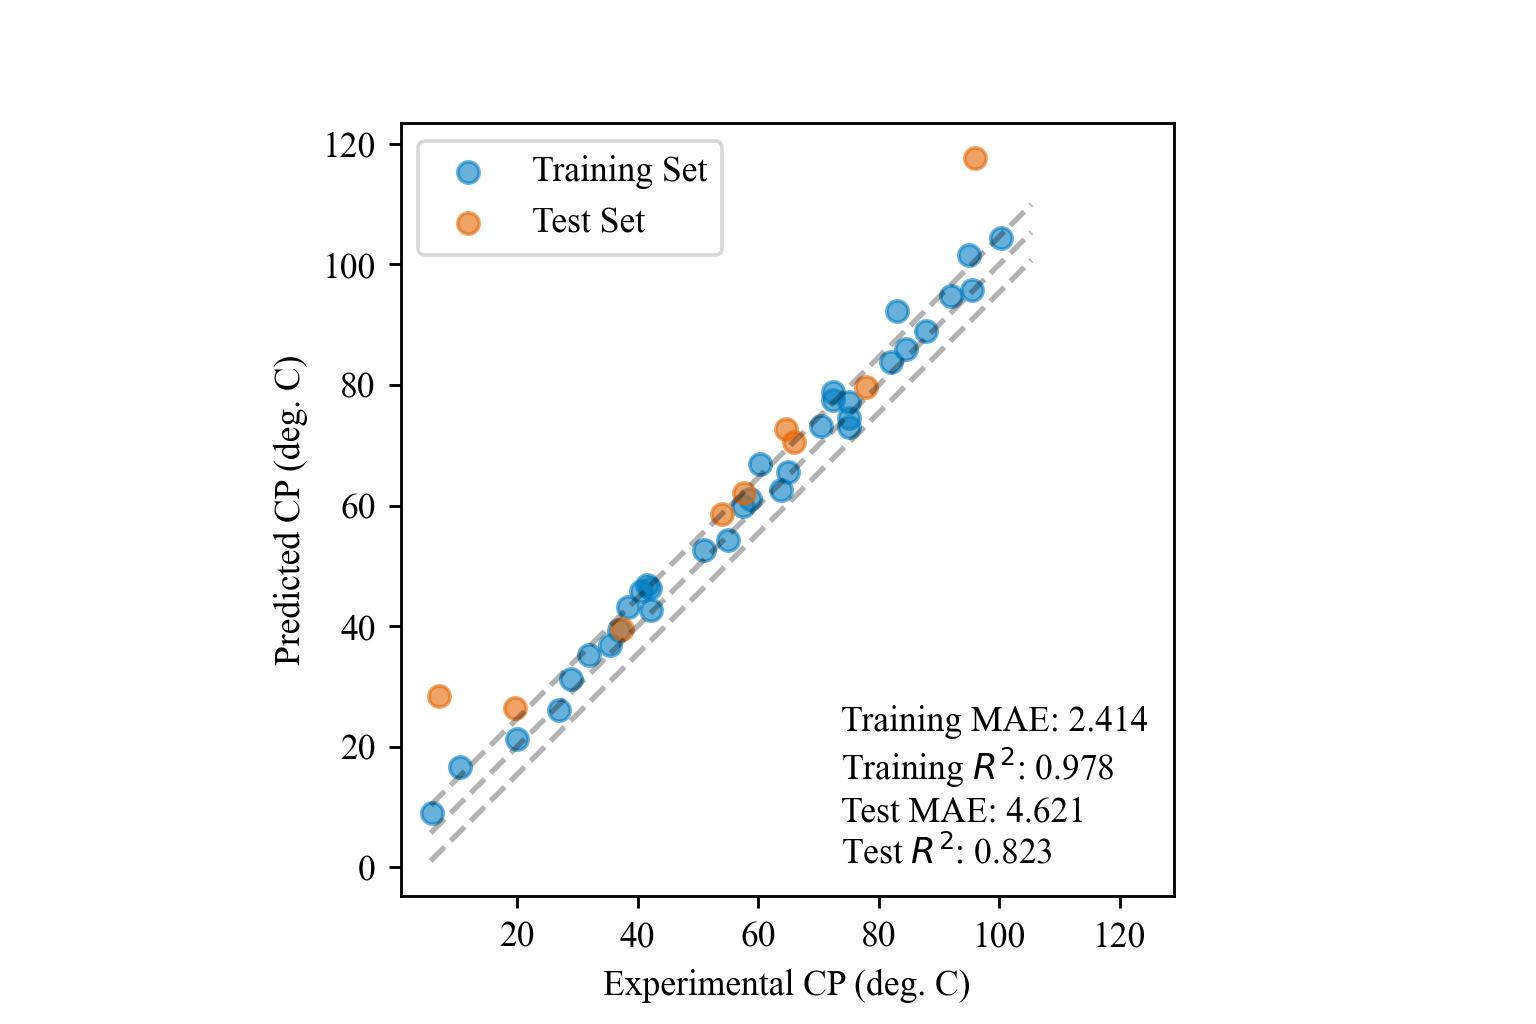 Training Set
Test Set
120
100
80
60
40
20
0
Predicted CP (deg. C)
Training MAE: 2.414
Training R²: 0.978
Test MAE: 4.621
Test R²: 0.823
20 40 60 80 100 120
Experimental CP (deg. C)